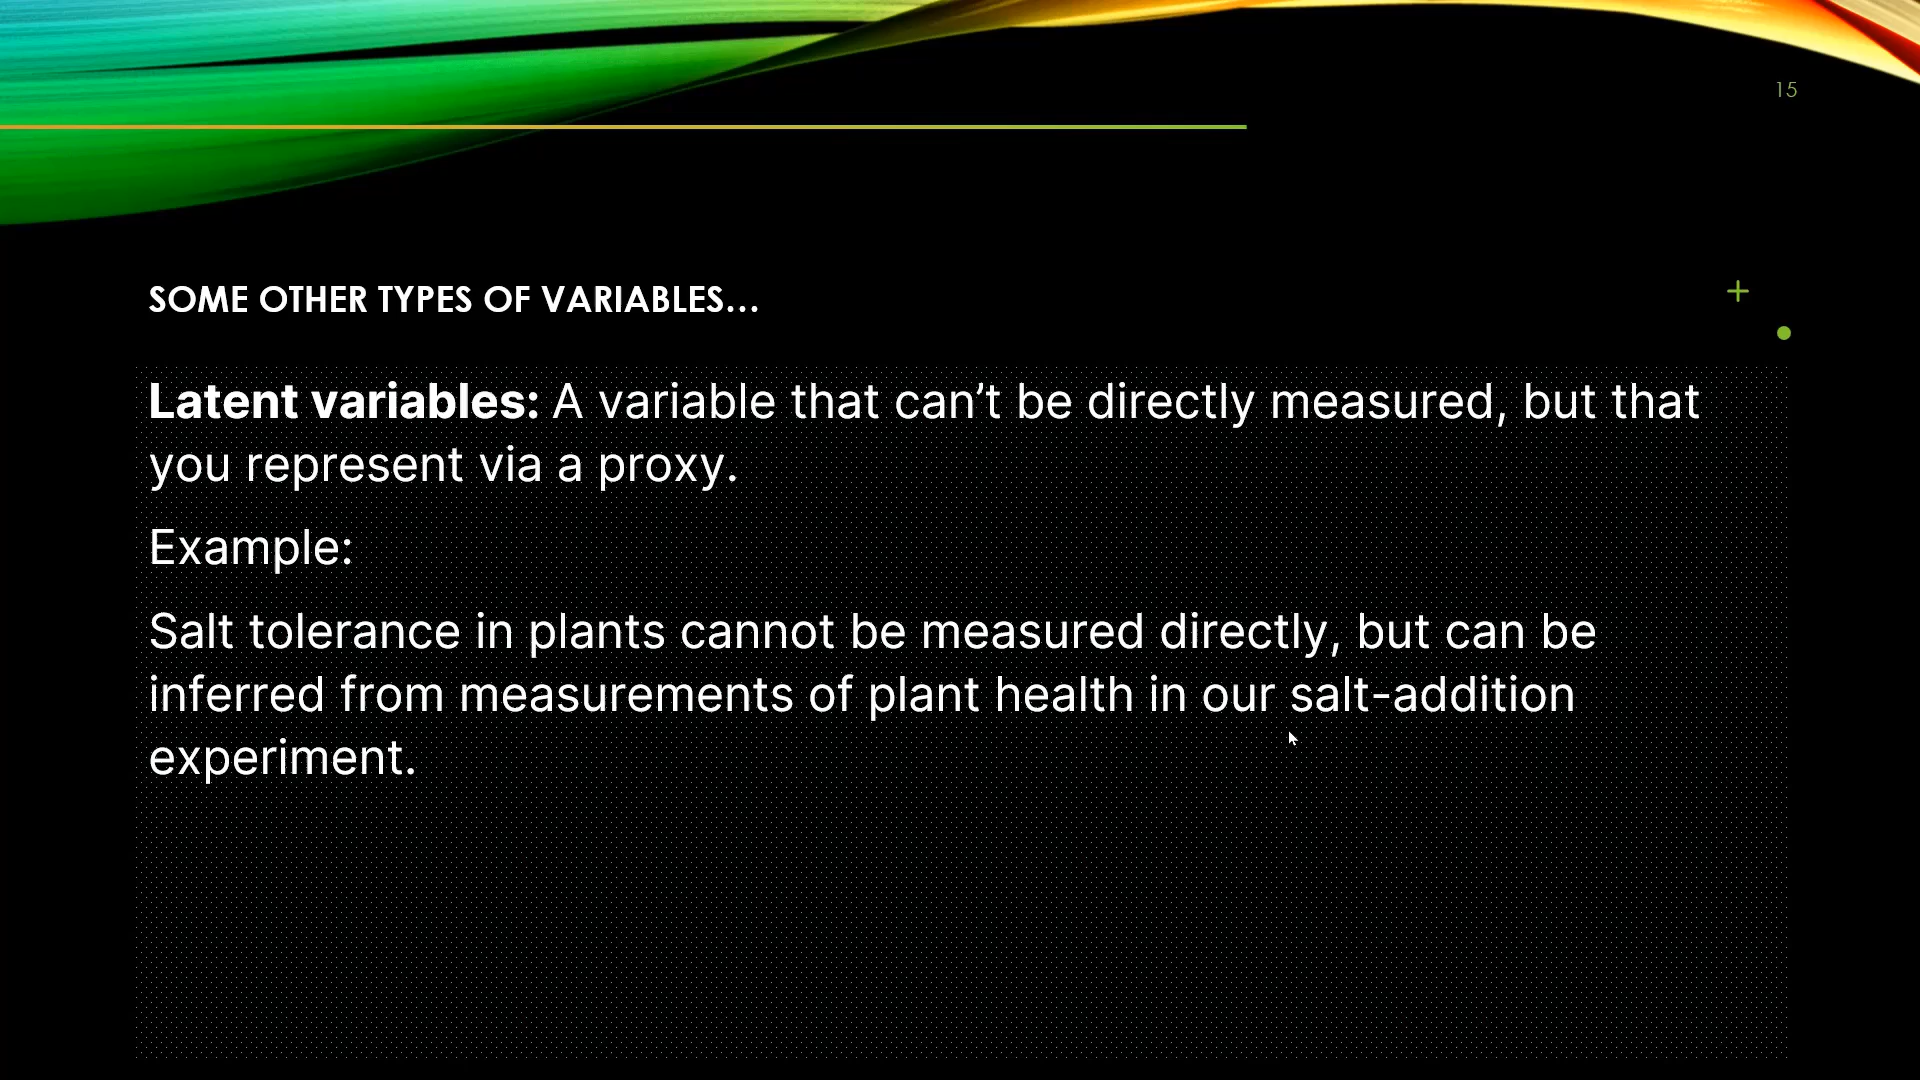 15
SOME OTHER TYPES OF VARIABLES…
Latent variables: A variable that can’t be directly measured, but that
you represent via a proxy.
Example:
Salt tolerance in plants cannot be measured directly, but can be
inferred from measurements of plant health in our salt-addition
experiment.